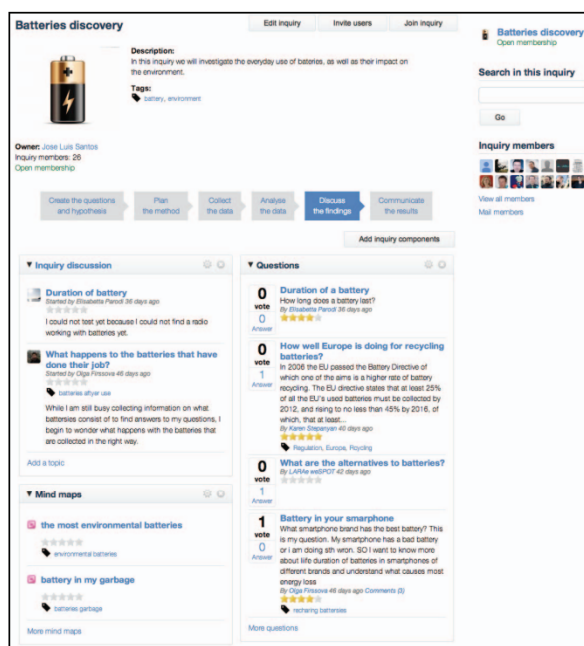 Batteries discovery
Edit inquiry
Invite users
Join inquiry
Description:
In this inquiry we will investigate the everyday use of bateries, as well as their impact on
the environment.
Tags:
battery, environment
Owner: Jose Luis Santos
Inquiry members: 26
Open membership
Create the questions
and hypothesis
Plan
the method
Collect
the data
Analyse
the data
Discuss
the findings
Communicate
the results
Add inquiry components
Inquiry discussion
Duration of battery
Started by Elisabetta Parodi 36 days ago
I could not test yet because I could not find a radio
working with batteries yet.
What happens to the batteries that have
done their job?
Started by Olga Firssova 46 days ago
batteries aftyer use
While I am still busy collecting information on what
battersies consist of to find answers to my questions, I
begin to wonder what happens with the batteries that
are collected in the right way.
Add a topic
Mind maps
the most environmental batteries
environmental batteries
battery in my garbage
batteries garbage
More mind maps
Questions
0
vote
0
Answer
Duration of a battery
How long does a battery last?
By Elisabetta Parodi 36 days ago
0
vote
1
Answer
How well Europe is doing for recycling
batteries?
In 2006 the EU passed the Battery Directive of
which one of the aims is a higher rate of battery
recycling. The EU directive states that at least 25%
of all the EU's used batteries must be collected by
2012, and rising to no less than 45% by 2016, of
which, that at least...
By Karen Stepanyan 40 days ago
Regulation, Europe, Rcycling
0
vote
1
Answer
What are the alternatives to batteries?
By LARAe weSPOT 42 days ago
1
vote
0
Answer
Battery in your smarphone
What smartphone brand has the best battery? This
is my question. My smartphone has a bad battery
or i am doing sth wron. SO I want to know more
about liife duration of batteries in smartphones of
different brands and understand what causes most
energy loss
By Olga Firssova 46 days ago Comments (5)
recharing battereies
More questions
Batteries discovery
Open membership
Search in this inquiry
Go
Inquiry members
View all members
Mail members